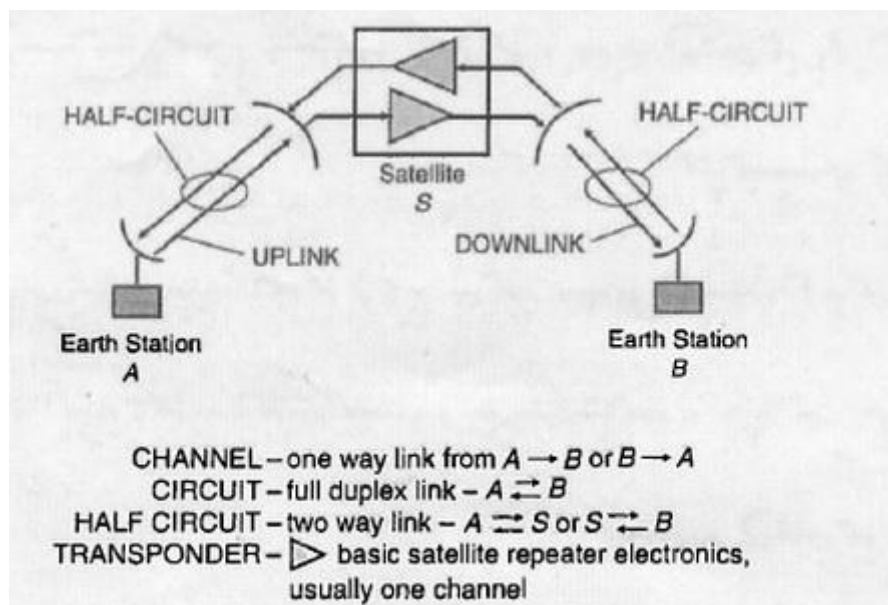 HALF-CIRCUIT
HALF-CIRCUIT
Satellite
S
UPLINK
DOWNLINK
Earth Station
A
Earth Station
B
CHANNEL – one way link from A → B or B → A
CIRCUIT – full duplex link – A ⇄ B
HALF CIRCUIT – two way link – A ⇄ S or S ⇄ B
TRANSPONDER – ▷ basic satellite repeater electronics,
usually one channel